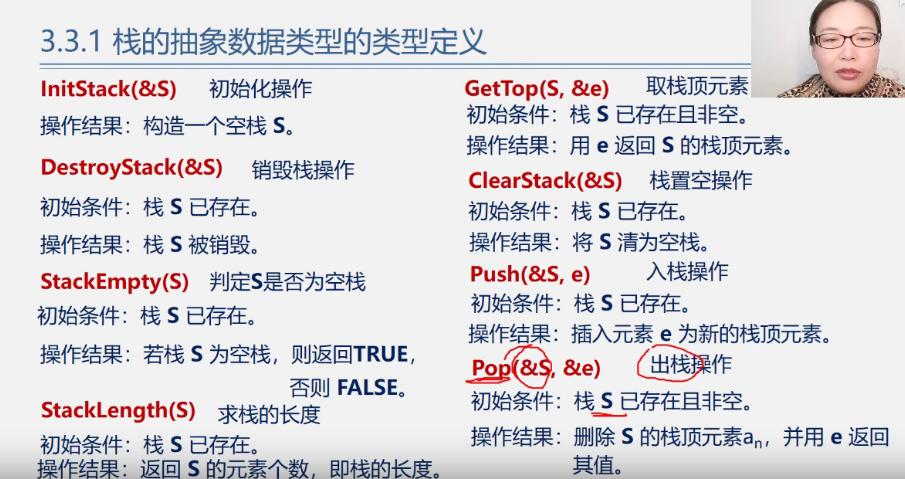 3.3.1 栈的抽象数据类型的类型定义
InitStack(&S) 初始化操作
操作结果：构造一个空栈 S。
DestroyStack(&S) 销毁栈操作
初始条件：栈 S 已存在。
操作结果：栈 S 被销毁。
StackEmpty(S) 判定S是否为空栈
初始条件：栈 S 已存在。
操作结果：若栈 S 为空栈，则返回TRUE，
否则 FALSE。
StackLength(S) 求栈的长度
初始条件：栈 S 已存在。
操作结果：返回 S 的元素个数，即栈的长度。
GetTop(S, &e) 取栈顶元素
初始条件：栈 S 已存在且非空。
操作结果：用 e 返回 S 的栈顶元素。
ClearStack(&S) 栈置空操作
初始条件：栈 S 已存在。
操作结果：将 S 清为空栈。
Push(&S, e) 入栈操作
初始条件：栈 S 已存在。
操作结果：插入元素 e 为新的栈顶元素。
Pop(&S, &e) 出栈操作
初始条件：栈 S 已存在且非空。
操作结果：删除 S 的栈顶元素an，并用 e 返回
其值。